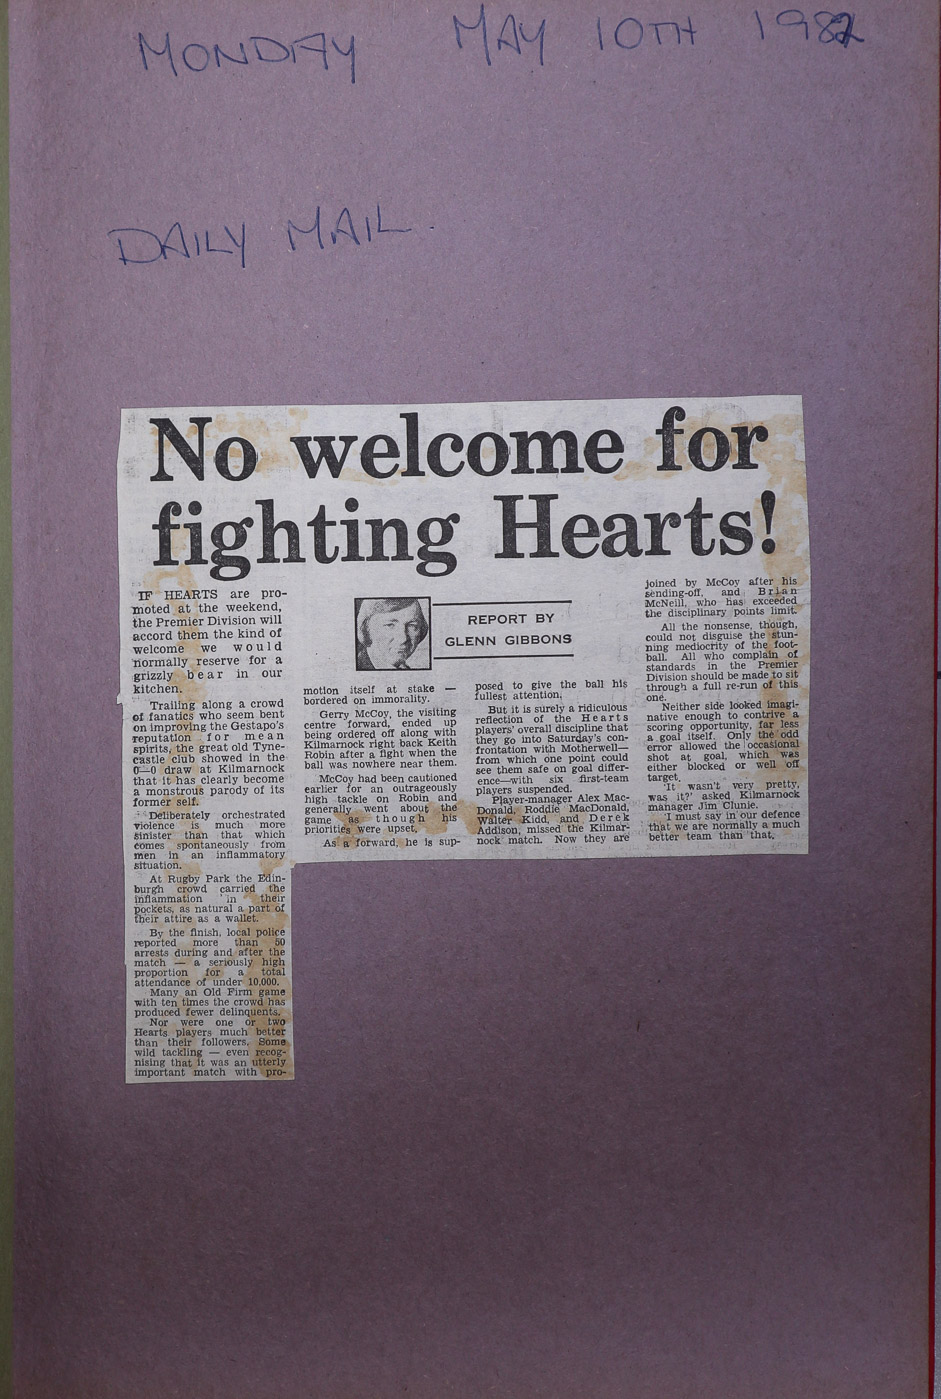 MONDAY MAY 10TH 1982
DAILY MAIL.
No welcome for
fighting Hearts!
IF HEARTS are pro-
moted at the weekend,
the Premier Division will
accord them the kind of
welcome we would
normally reserve for a
grizzly bear in our
kitchen.
Trailing along a crowd
of fanatics who seem bent
on improving the Gestapo's
reputation for mean
spirits, the great old Tyne-
castle club showed in the
0—0 draw at Kilmarnock
that it has clearly become
a monstrous parody of its
former self.
Deliberately orchestrated
violence is much more
sinister than that which
comes spontaneously from
men in an inflammatory
situation.
At Rugby Park the Edin-
burgh crowd carried the
inflammation in their
pockets, as natural a part of
their attire as a wallet.
By the finish, local police
reported more than 50
arrests during and after the
match — a seriously high
proportion for a total
attendance of under 10,000.
Many an Old Firm game
with ten times the crowd has
produced fewer delinquents.
Nor were one or two
Hearts players much better
than their followers. Some
wild tackling — even recog-
nising that it was an utterly
important match with pro-
REPORT BY
GLENN GIBBONS
motion itself at stake —
bordered on immorality.
Gerry McCoy, the visiting
centre forward, ended up
being ordered off along with
Kilmarnock right back Keith
Robin after a fight when the
ball was nowhere near them.
McCoy had been cautioned
earlier for an outrageously
high tackle on Robin and
generally went about the
game as though his
priorities were upset.
As a forward, he is sup-
posed to give the ball his
fullest attention.
But it is surely a ridiculous
reflection of the Hearts
players' overall discipline that
they go into Saturday's con-
frontation with Motherwell—
from which one point could
see them safe on goal differ-
ence—with six first-team
players suspended.
Player-manager Alex Mac-
Donald, Roddie MacDonald,
Walter Kidd, and Derek
Addison, missed the Kilmar-
nock match. Now they are
joined by McCoy after his
sending-off, and Brian
McNeill, who has exceeded
the disciplinary points limit.
All the nonsense, though,
could not disguise the stun-
ning mediocrity of the foot-
ball. All who complain of
standards in the Premier
Division should be made to sit
through a full re-run of this
one.
Neither side looked imagi-
native enough to contrive a
scoring opportunity, far less
a goal itself. Only the odd
error allowed the occasional
shot at goal, which was
either blocked or well off
target.
'It wasn't very pretty,
was it?' asked Kilmarnock
manager Jim Clunie.
'I must say in our defence
that we are normally a much
better team than that.